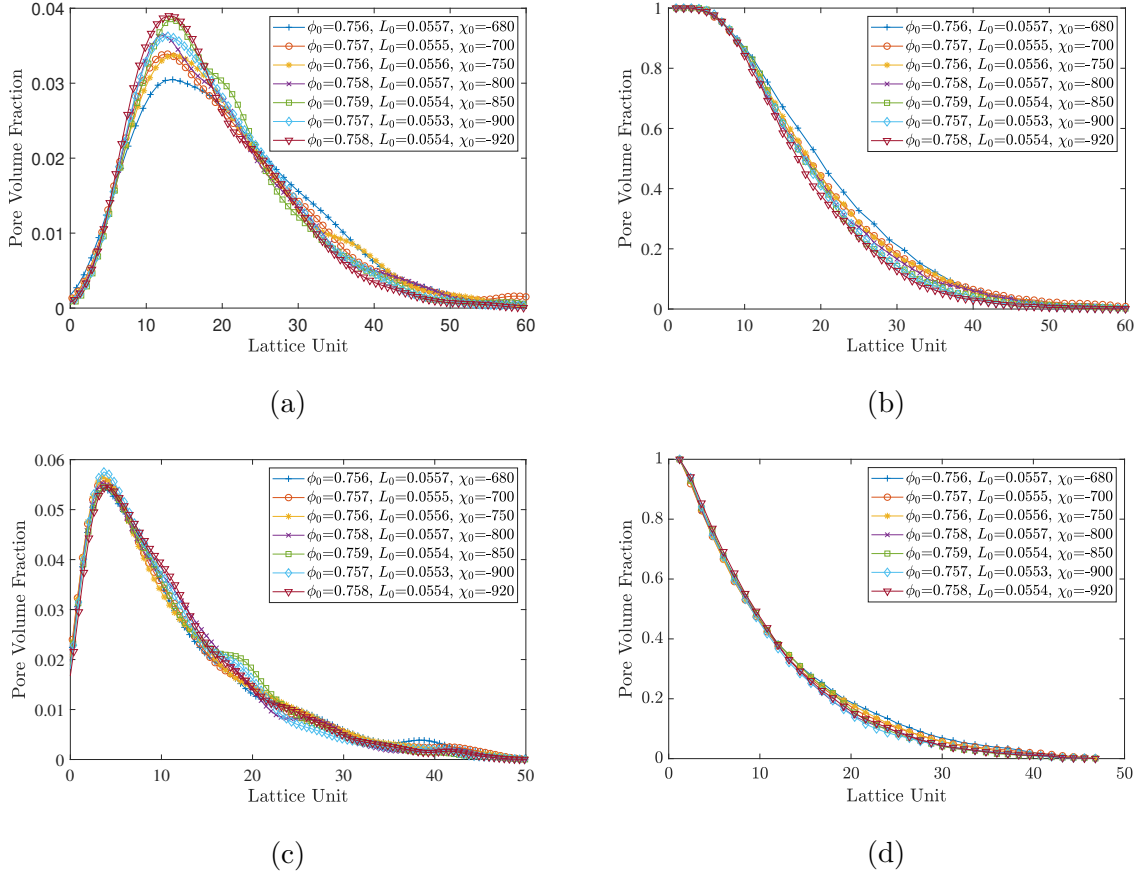 0.04
0.03
0.02
0.01
0
Pore Volume Fraction
0 10 20 30 40 50 60
Lattice Unit
ϕ₀=0.756, L₀=0.0557, χ₀=-680
ϕ₀=0.757, L₀=0.0555, χ₀=-700
ϕ₀=0.756, L₀=0.0556, χ₀=-750
ϕ₀=0.758, L₀=0.0557, χ₀=-800
ϕ₀=0.759, L₀=0.0554, χ₀=-850
ϕ₀=0.757, L₀=0.0553, χ₀=-900
ϕ₀=0.758, L₀=0.0554, χ₀=-920
(a)
1
0.8
0.6
0.4
0.2
0
Pore Volume Fraction
0 10 20 30 40 50 60
Lattice Unit
ϕ₀=0.756, L₀=0.0557, χ₀=-680
ϕ₀=0.757, L₀=0.0555, χ₀=-700
ϕ₀=0.756, L₀=0.0556, χ₀=-750
ϕ₀=0.758, L₀=0.0557, χ₀=-800
ϕ₀=0.759, L₀=0.0554, χ₀=-850
ϕ₀=0.757, L₀=0.0553, χ₀=-900
ϕ₀=0.758, L₀=0.0554, χ₀=-920
(b)
0.06
0.05
0.04
0.03
0.02
0.01
0
Pore Volume Fraction
0 10 20 30 40 50
Lattice Unit
ϕ₀=0.756, L₀=0.0557, χ₀=-680
ϕ₀=0.757, L₀=0.0555, χ₀=-700
ϕ₀=0.756, L₀=0.0556, χ₀=-750
ϕ₀=0.758, L₀=0.0557, χ₀=-800
ϕ₀=0.759, L₀=0.0554, χ₀=-850
ϕ₀=0.757, L₀=0.0553, χ₀=-900
ϕ₀=0.758, L₀=0.0554, χ₀=-920
(c)
1
0.8
0.6
0.4
0.2
0
Pore Volume Fraction
0 10 20 30 40 50
Lattice Unit
ϕ₀=0.756, L₀=0.0557, χ₀=-680
ϕ₀=0.757, L₀=0.0555, χ₀=-700
ϕ₀=0.756, L₀=0.0556, χ₀=-750
ϕ₀=0.758, L₀=0.0557, χ₀=-800
ϕ₀=0.759, L₀=0.0554, χ₀=-850
ϕ₀=0.757, L₀=0.0553, χ₀=-900
ϕ₀=0.758, L₀=0.0554, χ₀=-920
(d)